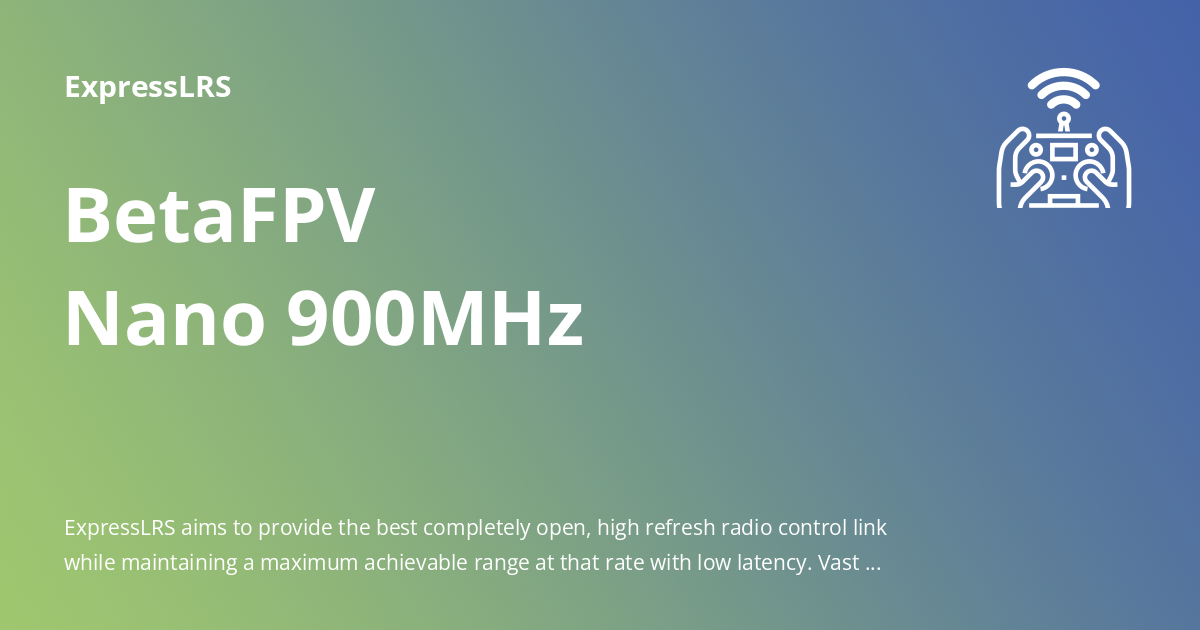 ExpressLRS
BetaFPV
Nano 900MHz
ExpressLRS aims to provide the best completely open, high refresh radio control link
while maintaining a maximum achievable range at that rate with low latency. Vast ...